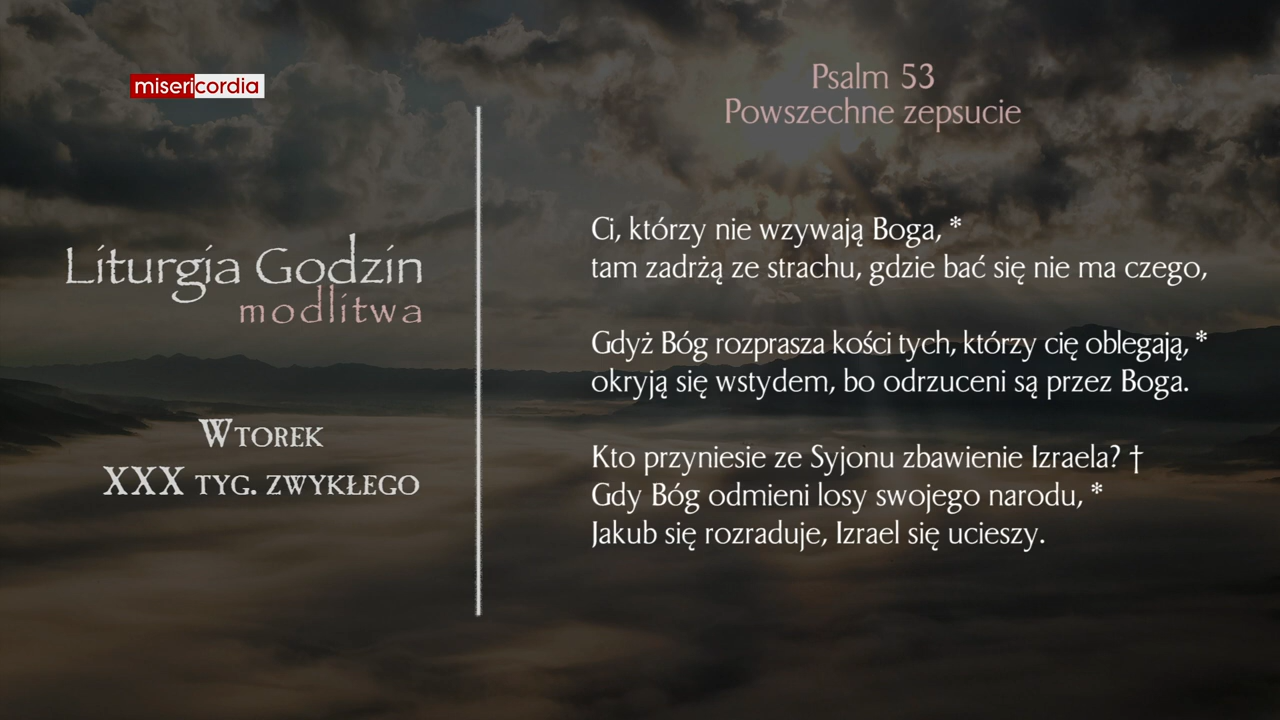 misericordia
Liturgia Godzin
modlitwa
Wtorek
XXX tyg. zwykłego
Psalm 53
Powszechne zepsucie
Ci, którzy nie wzywają Boga, *
tam zadrżą ze strachu, gdzie bać się nie ma czego,
Gdyż Bóg rozprasza kości tych, którzy cię oblegają, *
okryją się wstydem, bo odrzuceni są przez Boga.
Kto przyniesie ze Syjonu zbawienie Izraela? †
Gdy Bóg odmieni losy swojego narodu, *
Jakub się rozraduje, Izrael się ucieszy.